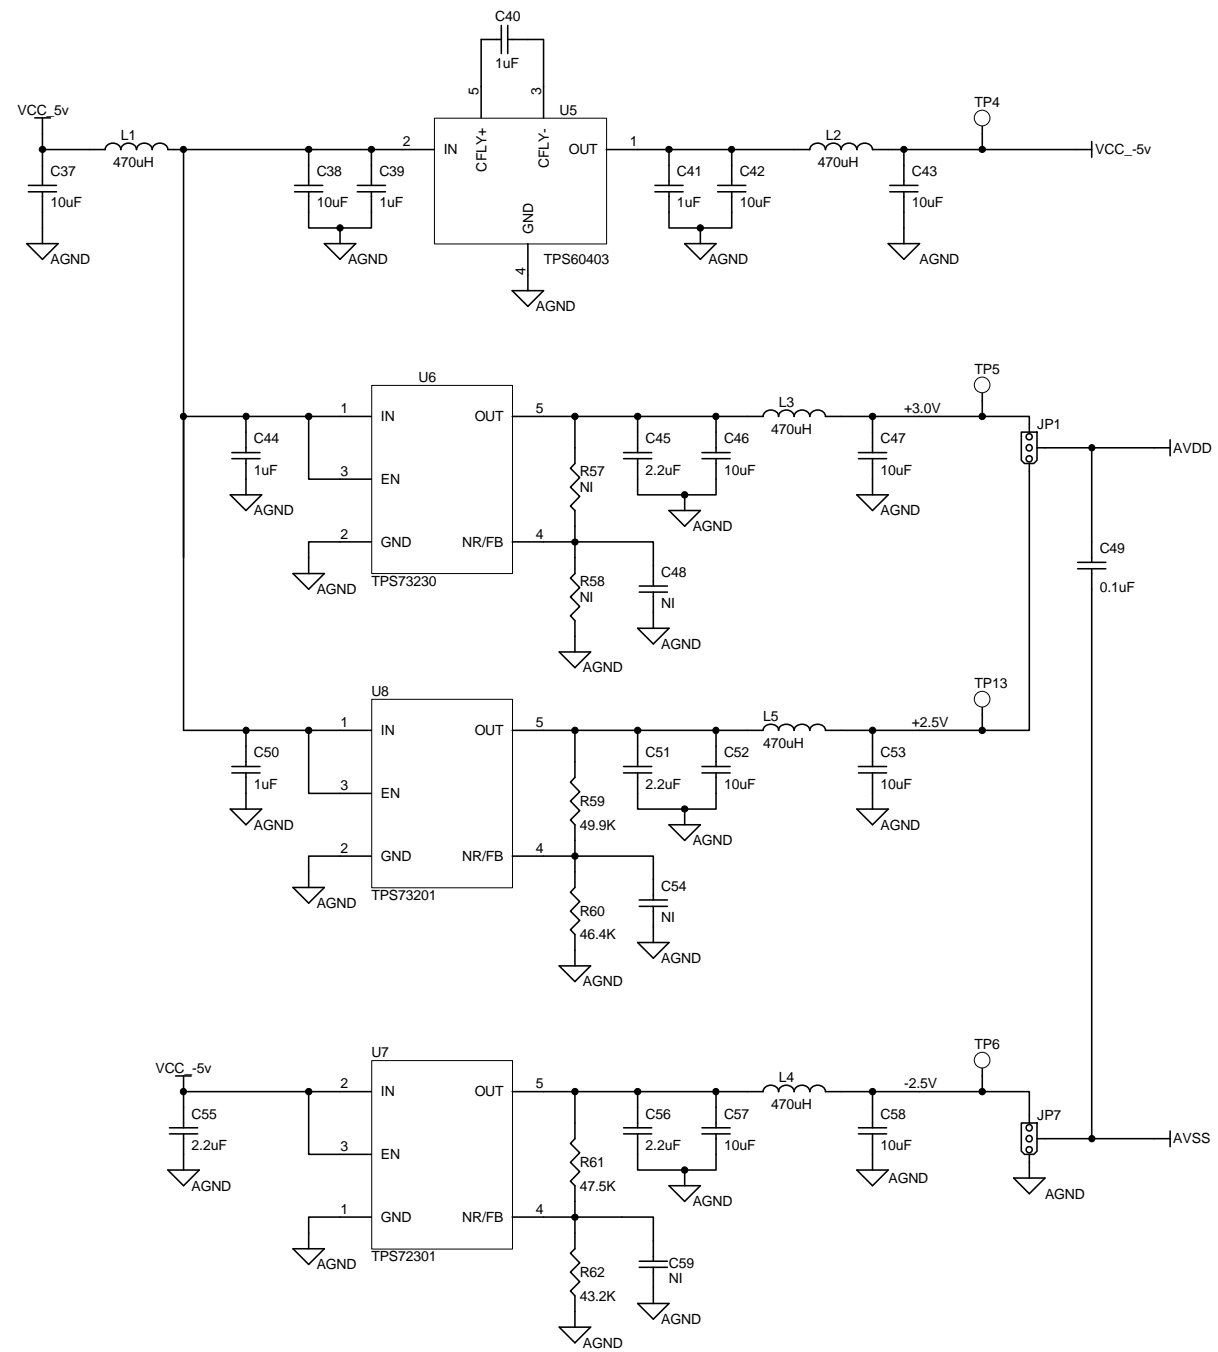 C40
1uF
5
3
U5
TP4
VCC_5v
L1
470uH
2
IN
CFLY+
CFLY-
OUT
1
L2
470uH
VCC_-5v
C37
10uF
C38
10uF
C39
1uF
C41
1uF
C42
10uF
C43
10uF
GND
AGND
AGND
4
TPS60403
AGND
AGND
AGND
U6
TP5
1
IN
OUT
5
L3
470uH
+3.0V
JP1
C44
1uF
3
EN
R57
NI
C45
2.2uF
C46
10uF
C47
10uF
AVDD
AGND
AGND
AGND
2
GND
NR/FB
4
C49
0.1uF
AGND
TPS73230
R58
NI
C48
NI
AGND
AGND
U8
TP13
1
IN
OUT
5
L5
470uH
+2.5V
C50
1uF
3
EN
R59
49.9K
C51
2.2uF
C52
10uF
C53
10uF
AGND
AGND
AGND
2
GND
NR/FB
4
AGND
TPS73201
R60
46.4K
C54
NI
AGND
AGND
U7
TP6
VCC_-5v
2
IN
OUT
5
L4
470uH
-2.5V
JP7
C55
2.2uF
3
EN
R61
47.5K
C56
2.2uF
C57
10uF
C58
10uF
AVSS
AGND
AGND
AGND
AGND
1
GND
NR/FB
4
AGND
TPS72301
R62
43.2K
C59
NI
AGND
AGND